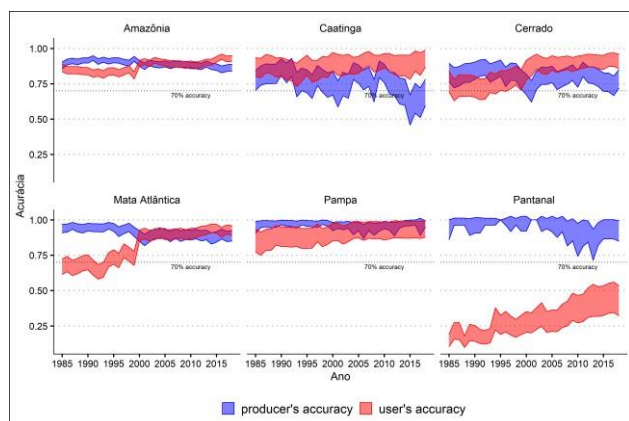 Amazônia Caatinga Cerrado
1.00
0.75
70% accuracy 70% accuracy 70% accuracy
0.50
0.25
Acurácia
Mata Atlântica Pampa Pantanal
1.00
0.75
70% accuracy 70% accuracy 70% accuracy
0.50
0.25
1985 1990 1995 2000 2005 2010 2015 1985 1990 1995 2000 2005 2010 2015 1985 1990 1995 2000 2005 2010 2015
Ano
producer's accuracy user's accuracy